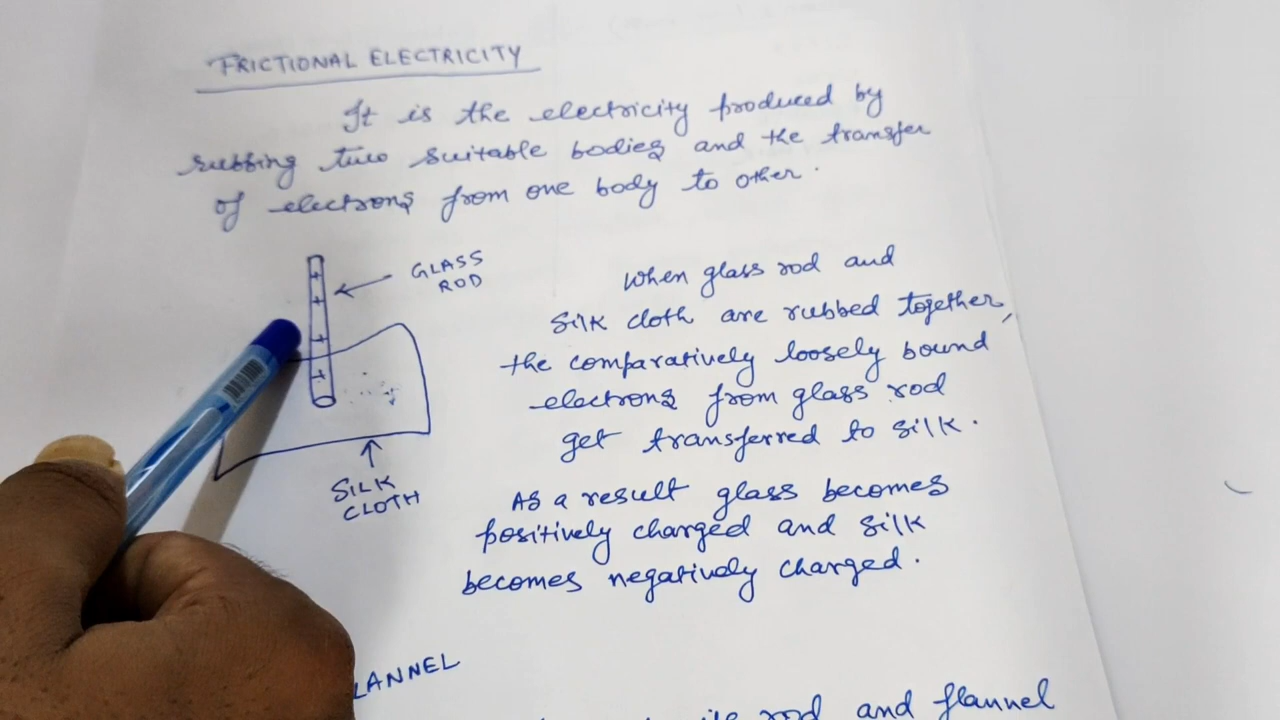 FRICTIONAL ELECTRICITY
It is the electricity produced by
rubbing two suitable bodies and the transfer
of electrons from one body to other.
GLASS
ROD
SILK
CLOTH
When glass rod and
Silk cloth are rubbed together,
the comparatively loosely bound
electrons from glass rod
get transferred to silk.
As a result glass becomes
positively charged and silk
becomes negatively charged.
LANNEL
rod and flannel